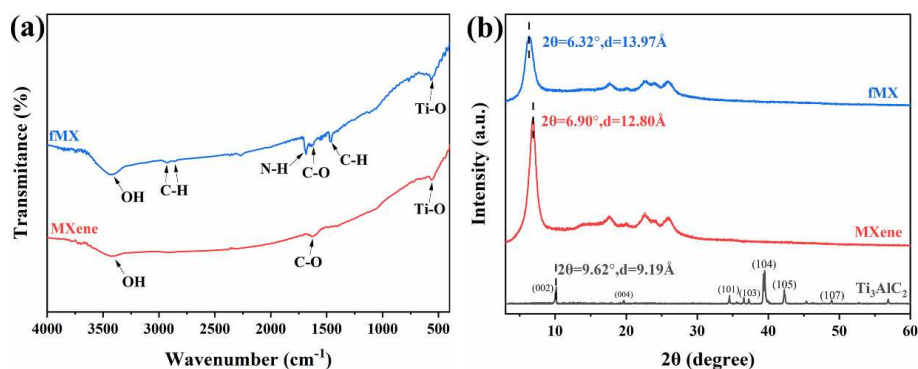 (a)
Transmitance (%)
fMX
OH
C-H
N-H
C-O
C-H
Ti-O
MXene
OH
C-O
Ti-O
4000 3500 3000 2500 2000 1500 1000 500
Wavenumber (cm⁻¹)
(b)
Intensity (a.u.)
2θ=6.32°,d=13.97Å
fMX
2θ=6.90°,d=12.80Å
MXene
2θ=9.62°,d=9.19Å
(002)
(004)
(101)
(103)
(104)
(105)
(107)
Ti₃AlC₂
10 20 30 40 50 60
2θ (degree)